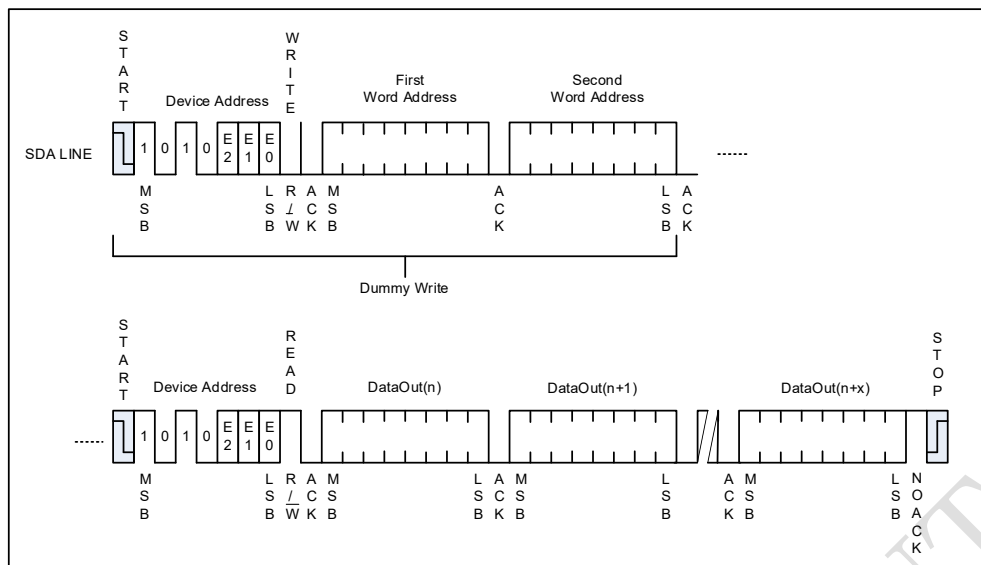 START
WRITE
First
Word Address
Second
Word Address
Device Address
SDA LINE
1 0 1 0 E2 E1 E0
......
MSB
LSB
R/W
ACK
MSB
ACK
LSB
ACK
Dummy Write
START
READ
STOP
Device Address
DataOut(n)
DataOut(n+1)
DataOut(n+x)
......
1 0 1 0 E2 E1 E0
MSB
LSB
R/W
ACK
MSB
LSB
ACK
MSB
LSB
ACK
MSB
LSB
NOACK